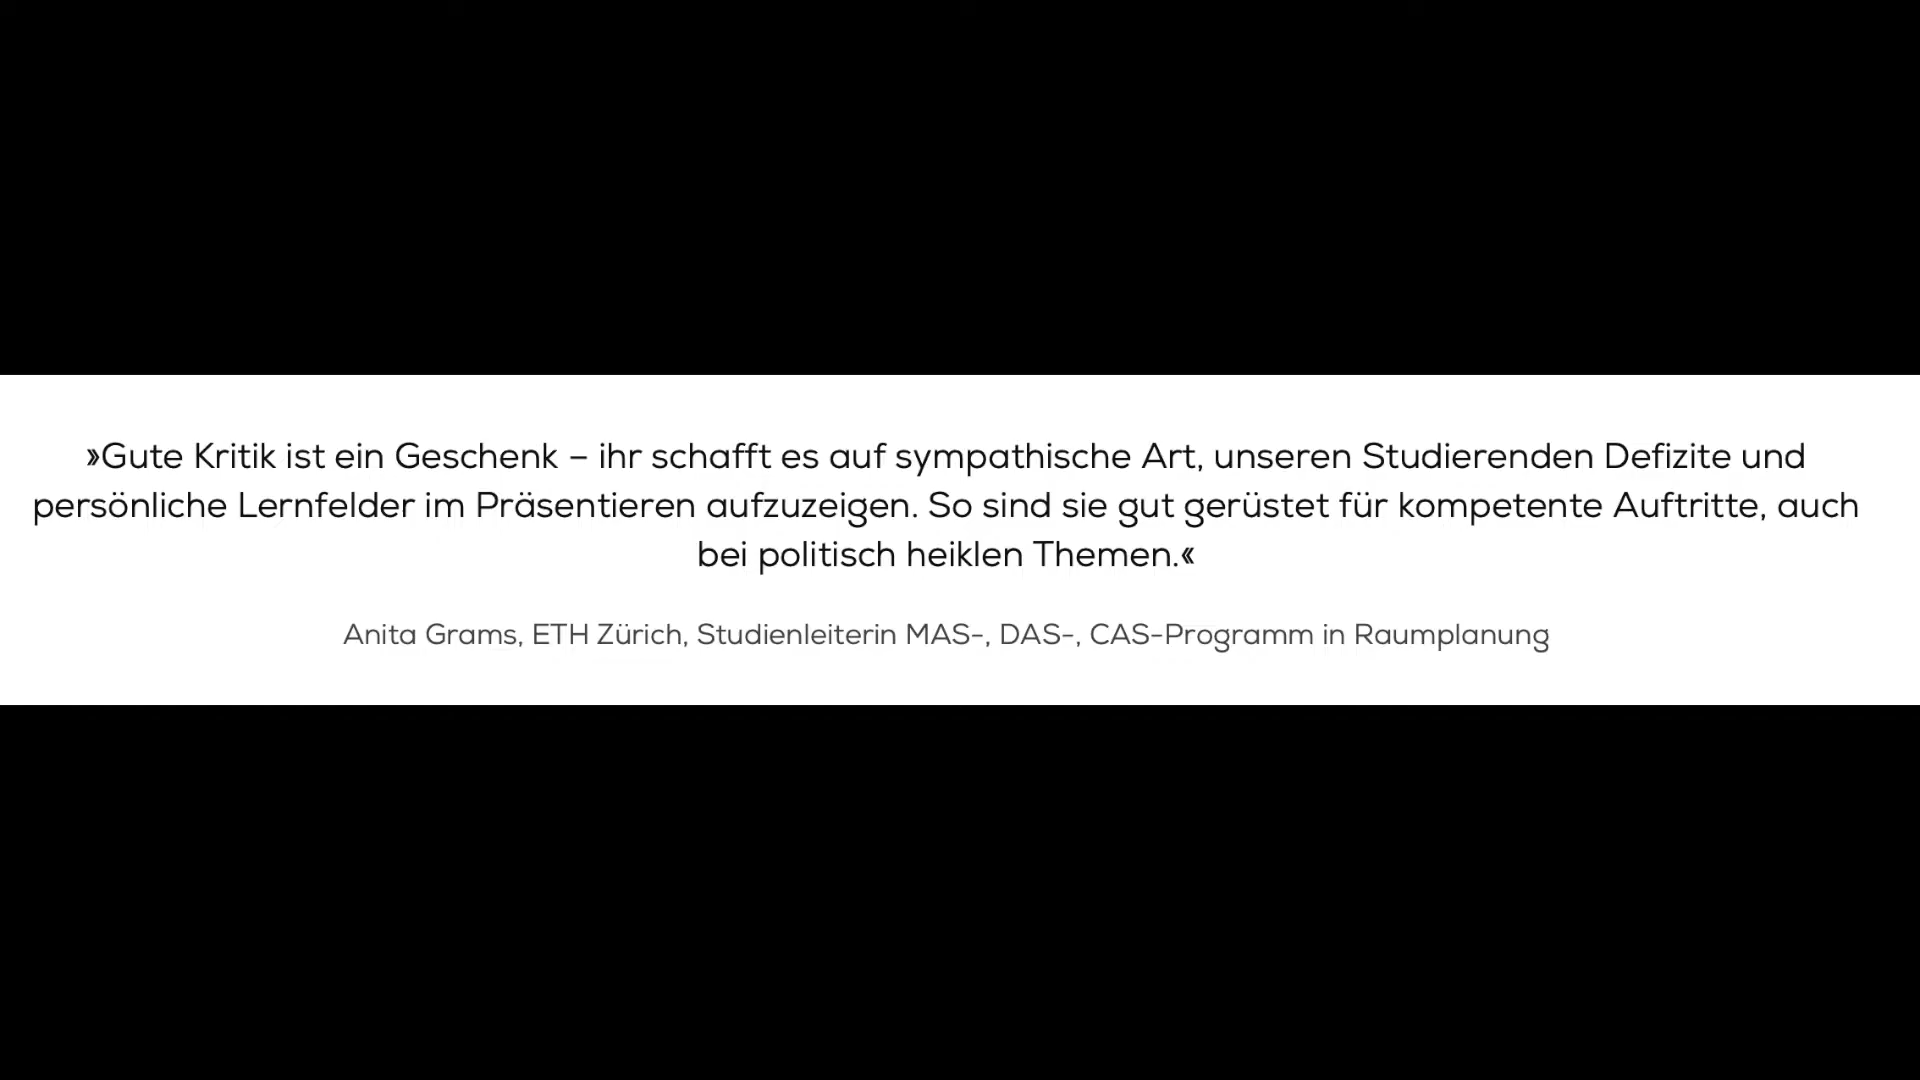 »Gute Kritik ist ein Geschenk – ihr schafft es auf sympathische Art, unseren Studierenden Defizite und
persönliche Lernfelder im Präsentieren aufzuzeigen. So sind sie gut gerüstet für kompetente Auftritte, auch
bei politisch heiklen Themen.«
Anita Grams, ETH Zürich, Studienleiterin MAS-, DAS-, CAS-Programm in Raumplanung